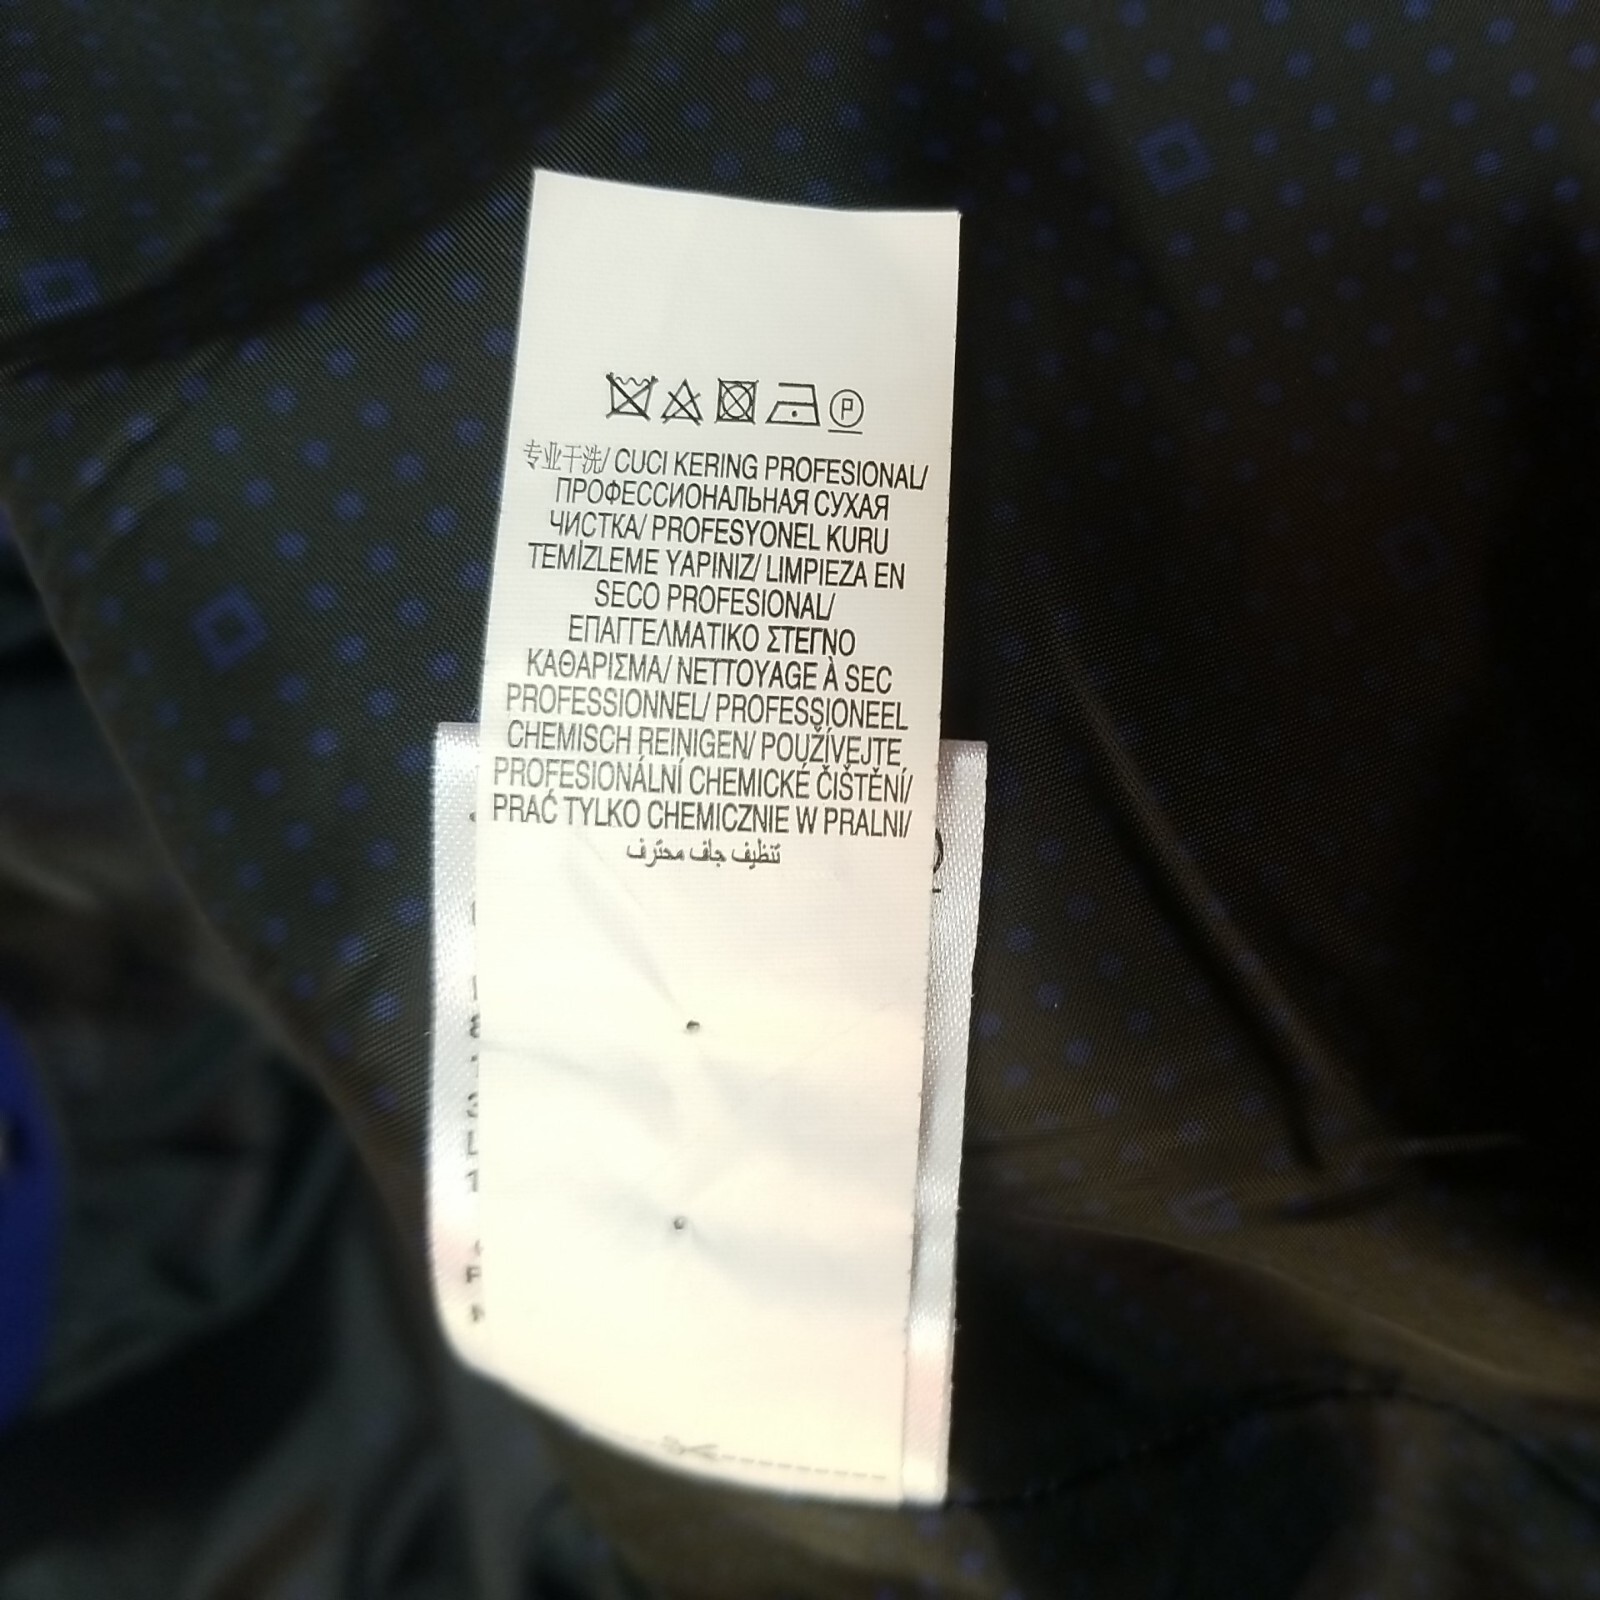 P
专业干洗/ CUCI KERING PROFESIONAL/
ПРОФЕССИОНАЛЬНАЯ СУХАЯ
ЧИСТКА/ PROFESYONEL KURU
TEMİZLEME YAPINIZ/ LIMPIEZA EN
SECO PROFESIONAL/
ΕΠΑΓΓΕΛΜΑΤΙΚΟ ΣΤΕΓΝΟ
ΚΑΘΑΡΙΣΜΑ/ NETTOYAGE À SEC
PROFESSIONNEL/ PROFESSIONEEL
CHEMISCH REINIGEN/ POUŽÍVEJTE
PROFESIONÁLNÍ CHEMICKÉ ČIŠTĚNÍ/
PRAĆ TYLKO CHEMICZNIE W PRALNI/
تنظيف جاف محترف